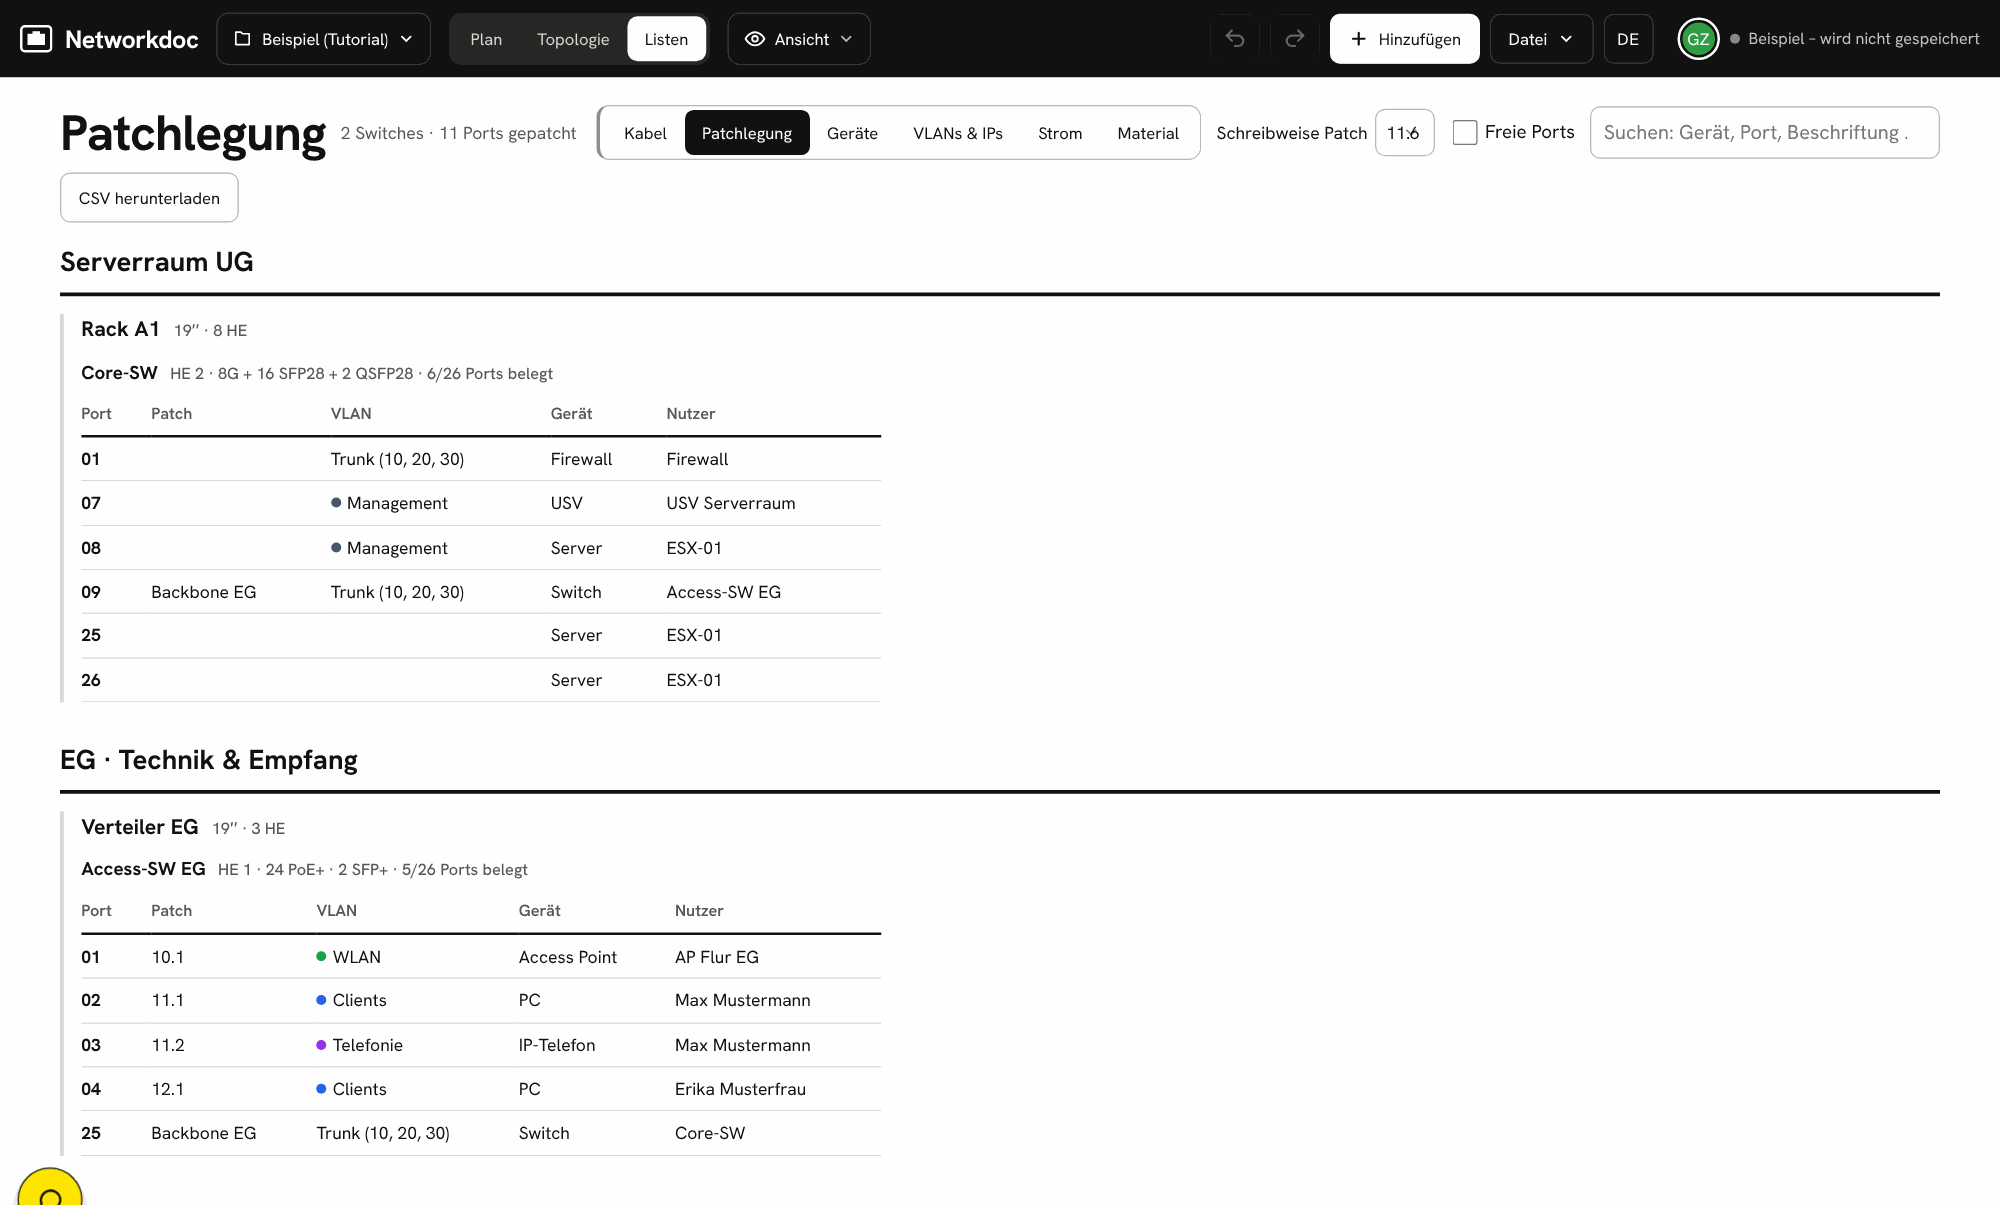 Networkdoc Beispiel (Tutorial) Plan Topologie Listen Ansicht Hinzufügen Datei DE GZ Beispiel – wird nicht gespeichert
Patchlegung 2 Switches · 11 Ports gepatcht Kabel Patchlegung Geräte VLANs & IPs Strom Material Schreibweise Patch 11.6 Freie Ports Suchen: Gerät, Port, Beschriftung .
CSV herunterladen
Serverraum UG
Rack A1 19″ · 8 HE
Core-SW HE 2 · 8G + 16 SFP28 + 2 QSFP28 · 6/26 Ports belegt
Port Patch VLAN Gerät Nutzer
01 Trunk (10, 20, 30) Firewall Firewall
07 Management USV USV Serverraum
08 Management Server ESX-01
09 Backbone EG Trunk (10, 20, 30) Switch Access-SW EG
25 Server ESX-01
26 Server ESX-01
EG · Technik & Empfang
Verteiler EG 19″ · 3 HE
Access-SW EG HE 1 · 24 PoE+ · 2 SFP+ · 5/26 Ports belegt
Port Patch VLAN Gerät Nutzer
01 10.1 WLAN Access Point AP Flur EG
02 11.1 Clients PC Max Mustermann
03 11.2 Telefonie IP-Telefon Max Mustermann
04 12.1 Clients PC Erika Musterfrau
25 Backbone EG Trunk (10, 20, 30) Switch Core-SW